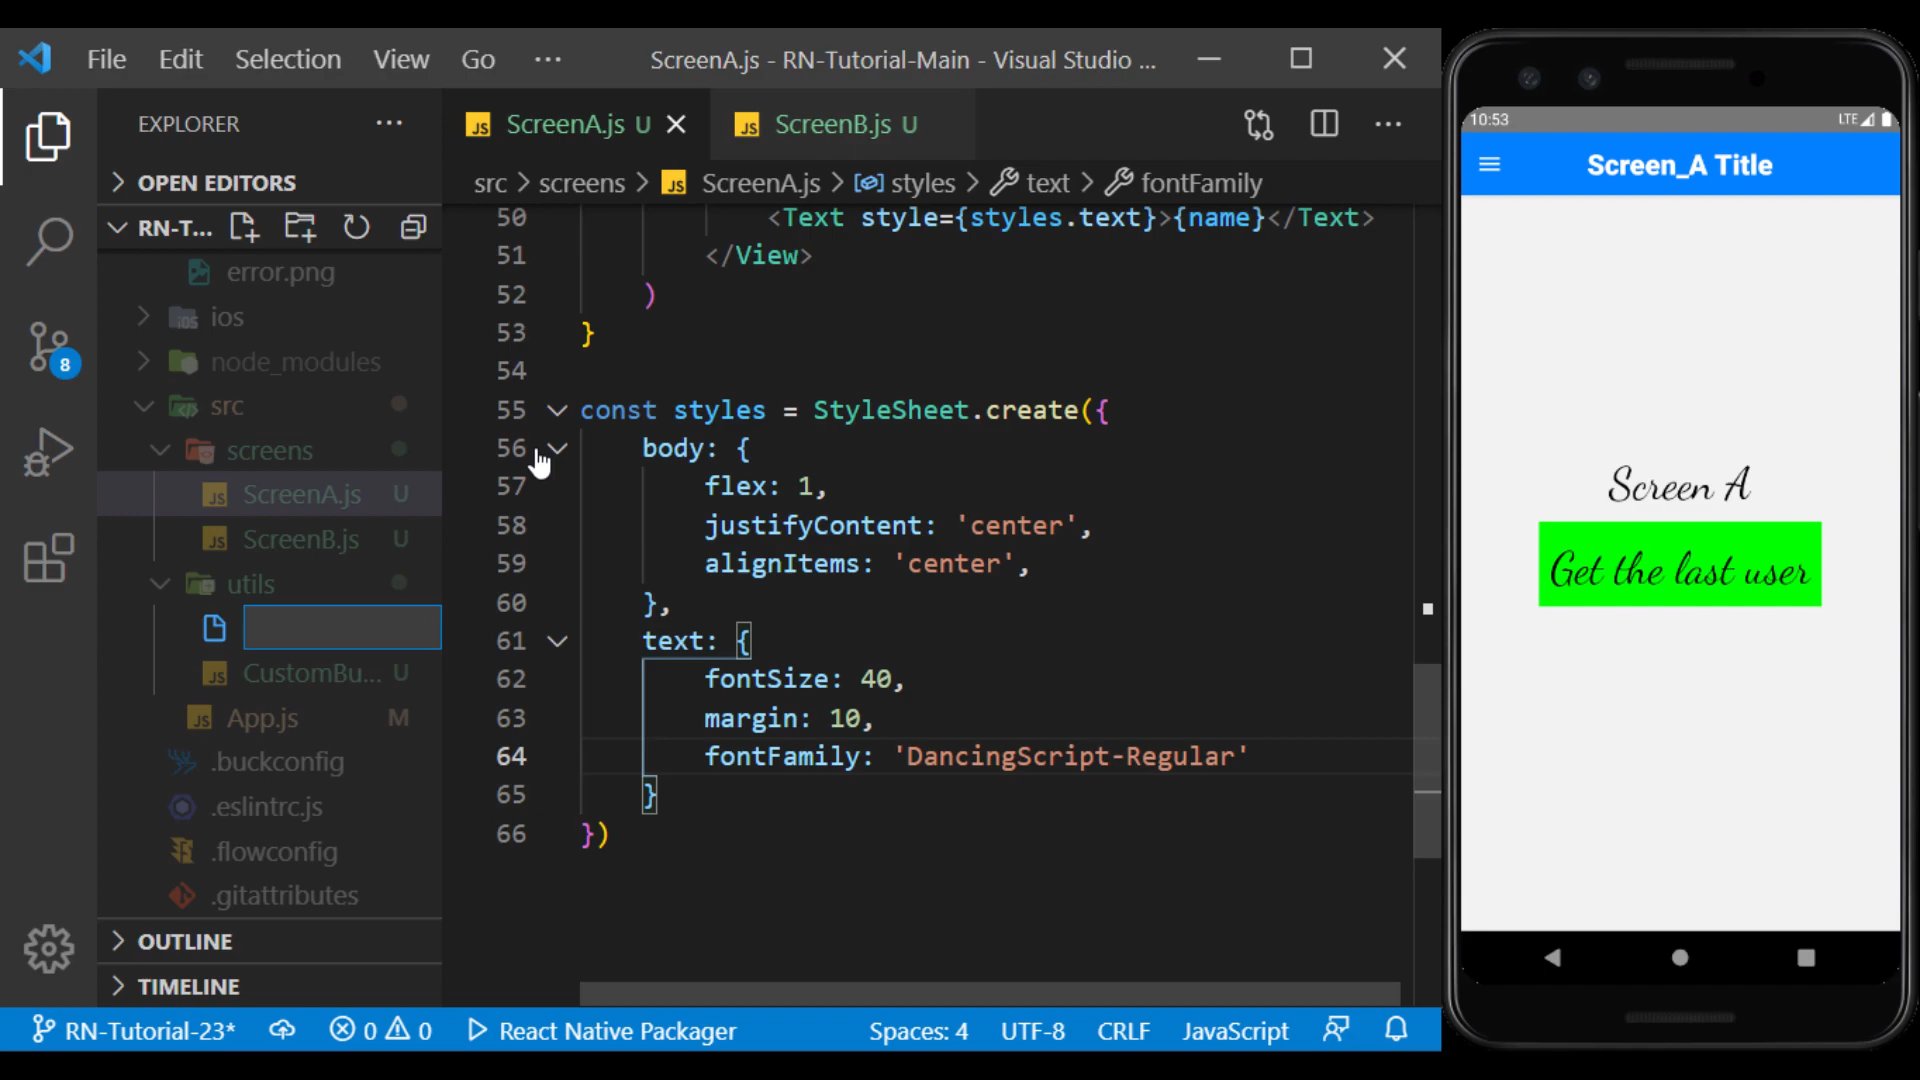 File Edit Selection View Go ··· ScreenA.js - RN-Tutorial-Main - Visual Studio ...
EXPLORER ···
OPEN EDITORS
RN-T...
error.png
ios
node_modules
src
screens
ScreenA.js U
ScreenB.js U
utils
CustomBu... U
App.js M
.buckconfig
.eslintrc.js
.flowconfig
.gitattributes
OUTLINE
TIMELINE
8
ScreenA.js U ScreenB.js U
src > screens > JS ScreenA.js > styles > text > fontFamily
50 <Text style={styles.text}>{name}</Text>
51 </View>
52 )
53 }
54
55 const styles = StyleSheet.create({
56 body: {
57 flex: 1,
58 justifyContent: 'center',
59 alignItems: 'center',
60 },
61 text: {
62 fontSize: 40,
63 margin: 10,
64 fontFamily: 'DancingScript-Regular'
65 }
66 })
RN-Tutorial-23* 0 0 React Native Packager Spaces: 4 UTF-8 CRLF JavaScript
10:53 LTE
Screen_A Title
Screen A
Get the last user